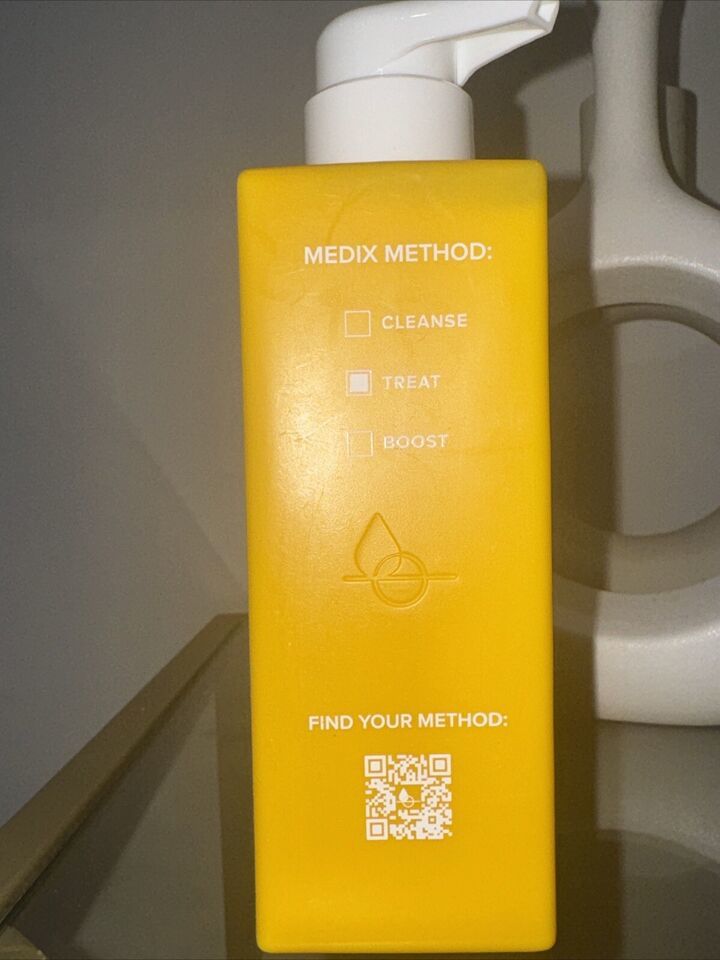 MEDIX METHOD:
CLEANSE
TREAT
BOOST
FIND YOUR METHOD: